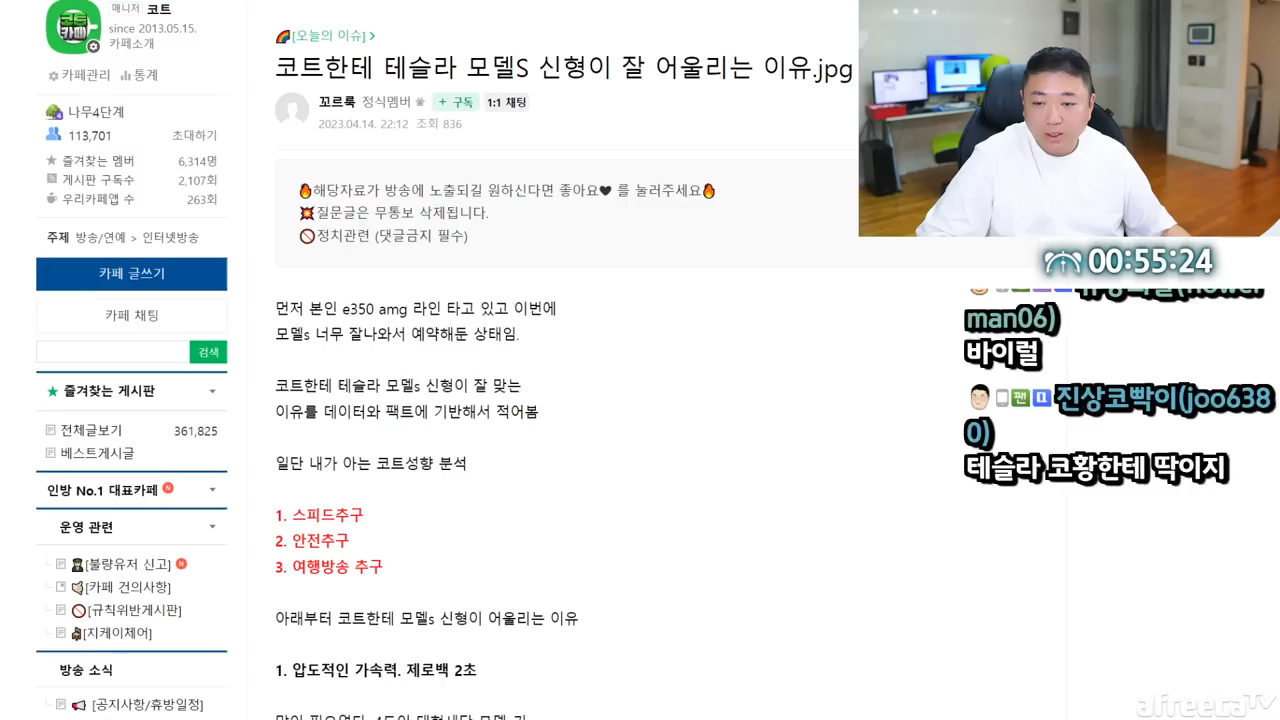 매니저 코트
since 2013.05.15.
카페소개
카페관리 통계
나무4단계
113,701 초대하기
즐겨찾는 멤버 6,314명
게시판 구독수 2,107회
우리카페앱 수 263회
주제 방송/연예 > 인터넷방송
카페 글쓰기
카페 채팅
검색
즐겨찾는 게시판
전체글보기 361,825
베스트게시글
인방 No.1 대표카페 N
운영 관련
[불량유저 신고] N
[카페 건의사항]
[규칙위반게시판]
[지케이체어]
방송 소식
[공지사항/휴방일정]
[오늘의 이슈] >
코트한테 테슬라 모델S 신형이 잘 어울리는 이유.jpg
꼬르륵 정식멤버 + 구독 1:1 채팅
2023.04.14. 22:12 조회 836
🔥해당자료가 방송에 노출되길 원하신다면 좋아요🖤 를 눌러주세요🔥
💥질문글은 무통보 삭제됩니다.
🚫정치관련 (댓글금지 필수)
먼저 본인 e350 amg 라인 타고 있고 이번에
모델s 너무 잘나와서 예약해둔 상태임.
코트한테 테슬라 모델s 신형이 잘 맞는
이유를 데이터와 팩트에 기반해서 적어봄
일단 내가 아는 코트성향 분석
1. 스피드추구
2. 안전추구
3. 여행방송 추구
아래부터 코트한테 모델s 신형이 어울리는 이유
1. 압도적인 가속력. 제로백 2초
00:55:24
man06)
바이럴
진상코빡이(joo638
0)
테슬라 코황한테 딱이지
afreecaTV